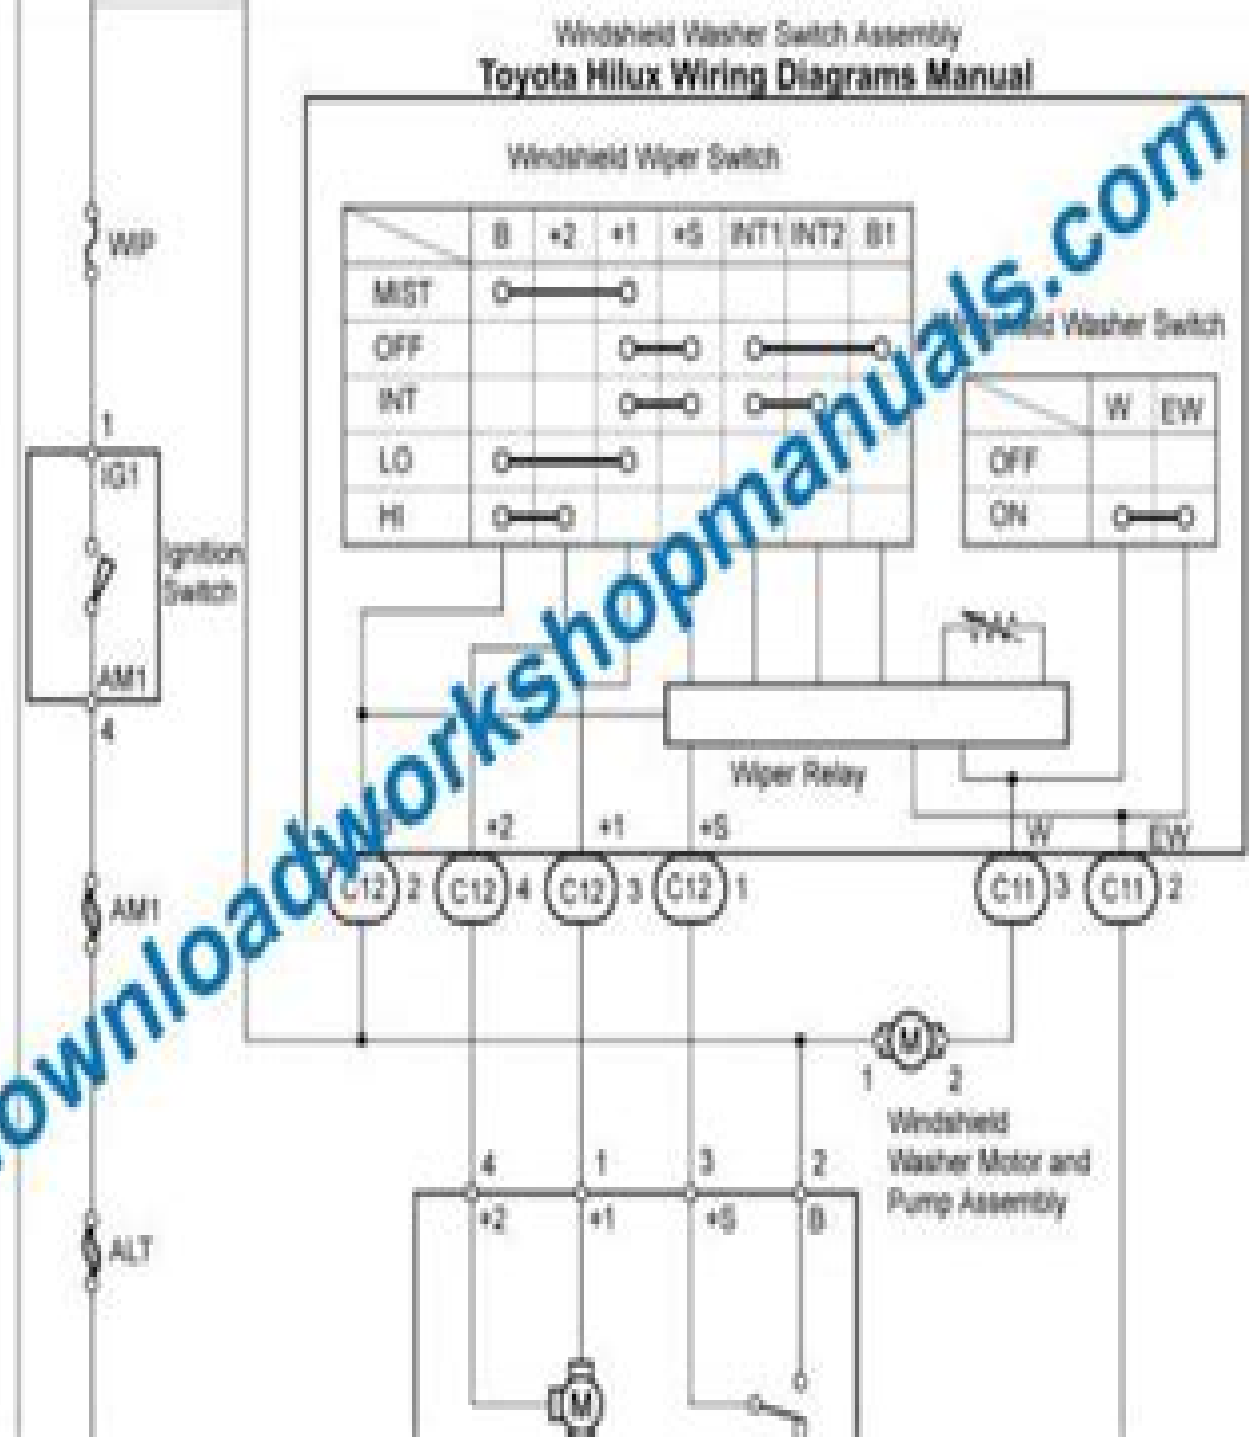 Windshield Washer Switch Assembly
Toyota Hilux Wiring Diagrams Manual
Windshield Wiper Switch
B +2 +1 +S INT1 INT2 B1
MIST
OFF
INT
LO
HI
Washer Switch
W EW
OFF
ON
WIP
1
IG1
Ignition
Switch
AM1
4
Wiper Relay
+2 +1 +S W EW
C12 2 C12 4 C12 3 C12 1 C11 3 C11 2
AM1
M
1 2
Windshield
Washer Motor and
Pump Assembly
4 1 3 2
+2 +1 +S B
ALT
M
ownloadworkshopmanuals.com